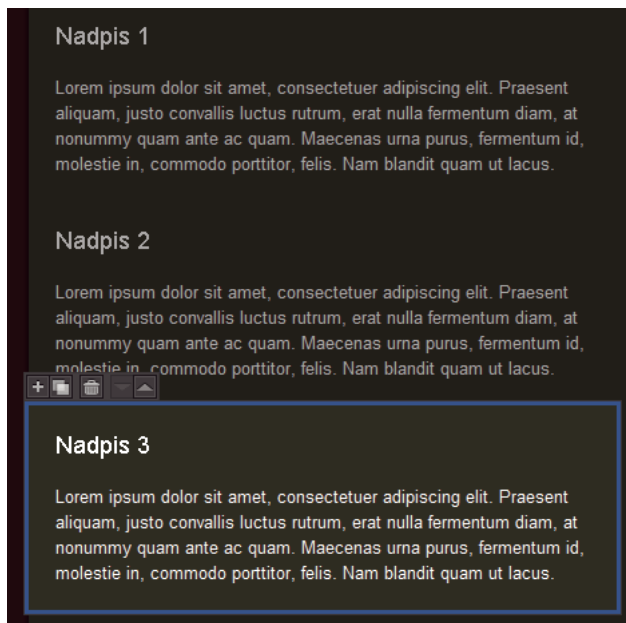 Nadpis 1
Lorem ipsum dolor sit amet, consectetuer adipiscing elit. Praesent
aliquam, justo convallis luctus rutrum, erat nulla fermentum diam, at
nonummy quam ante ac quam. Maecenas urna purus, fermentum id,
molestie in, commodo porttitor, felis. Nam blandit quam ut lacus.
Nadpis 2
Lorem ipsum dolor sit amet, consectetuer adipiscing elit. Praesent
aliquam, justo convallis luctus rutrum, erat nulla fermentum diam, at
nonummy quam ante ac quam. Maecenas urna purus, fermentum id,
molestie in, commodo porttitor, felis. Nam blandit quam ut lacus.
Nadpis 3
Lorem ipsum dolor sit amet, consectetuer adipiscing elit. Praesent
aliquam, justo convallis luctus rutrum, erat nulla fermentum diam, at
nonummy quam ante ac quam. Maecenas urna purus, fermentum id,
molestie in, commodo porttitor, felis. Nam blandit quam ut lacus.